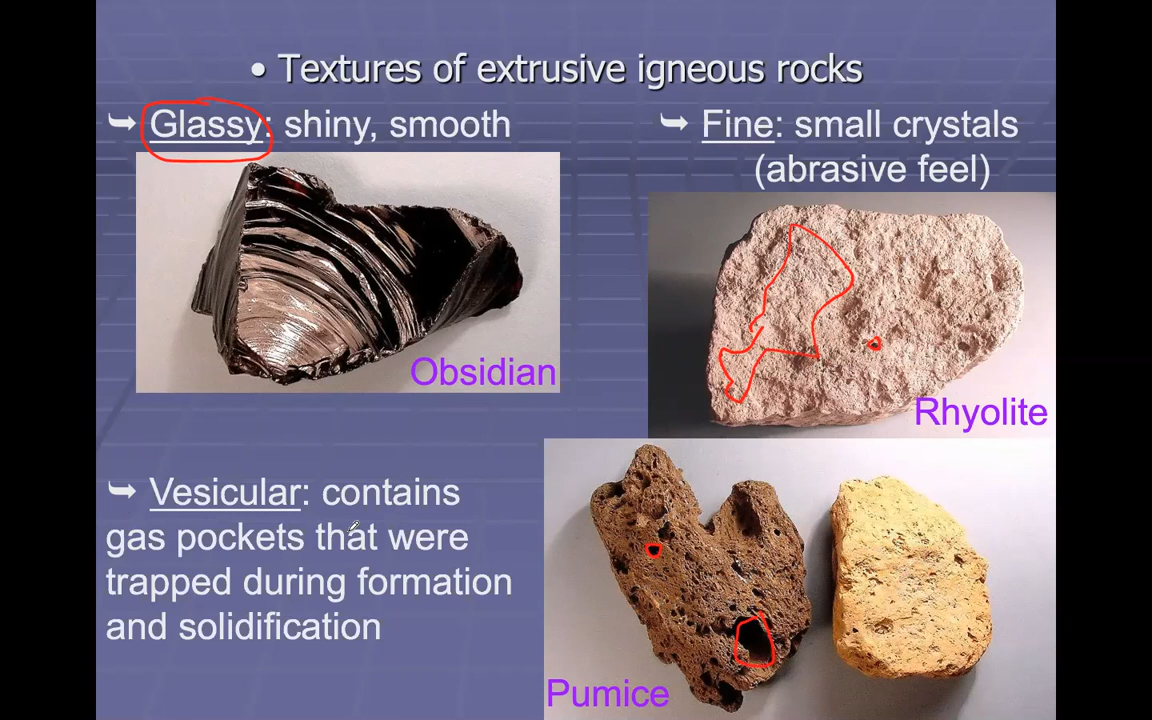 • Textures of extrusive igneous rocks
➥ Glassy: shiny, smooth
Obsidian
➥ Fine: small crystals
(abrasive feel)
Rhyolite
➥ Vesicular: contains
gas pockets that were
trapped during formation
and solidification
Pumice